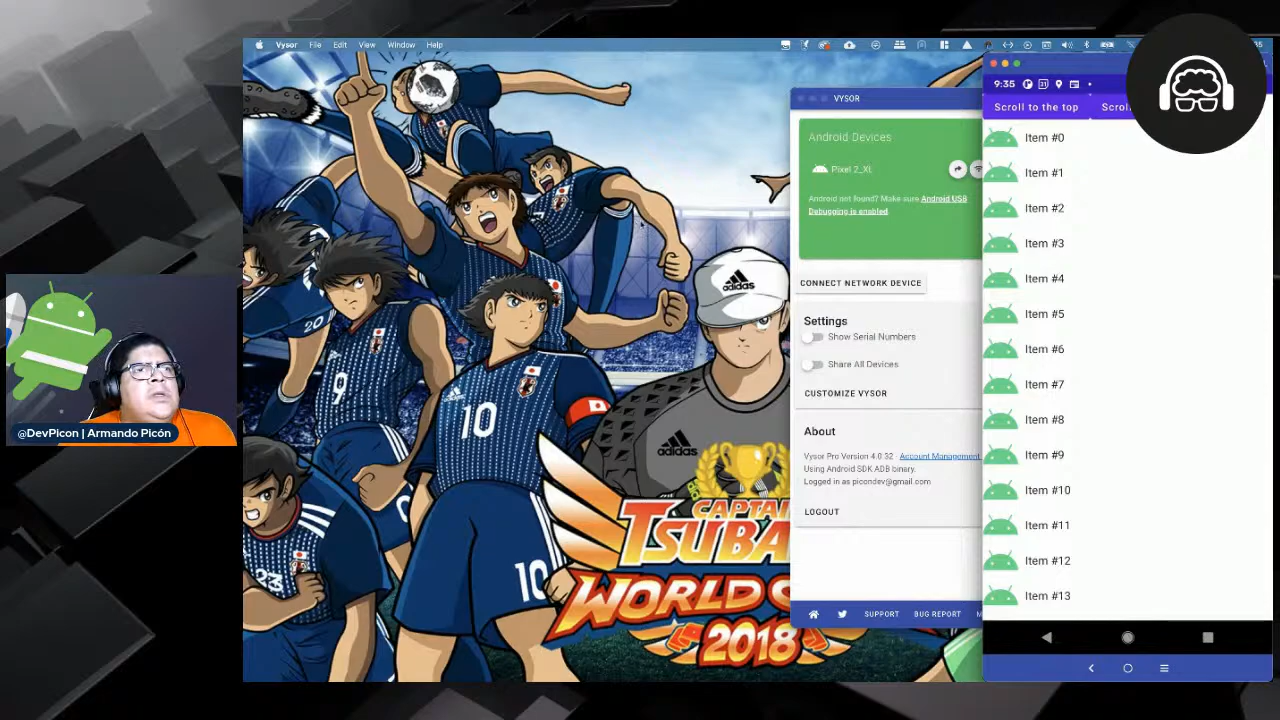 Vysor File Edit View Window Help
VYSOR
Android Devices
Pixel 2_XL
Android not found? Make sure Android USB
Debugging is enabled.
CONNECT NETWORK DEVICE
Settings
Show Serial Numbers
Share All Devices
CUSTOMIZE VYSOR
About
Vysor Pro Version 4.0.32 - Account Management
Using Android SDK ADB binary.
Logged in as picondev@gmail.com
LOGOUT
SUPPORT BUG REPORT
9:35 31
Scroll to the top Scrol
Item #0
Item #1
Item #2
Item #3
Item #4
Item #5
Item #6
Item #7
Item #8
Item #9
Item #10
Item #11
Item #12
Item #13
20
9
10
adidas
adidas
10
23
CAPTAI
TSUBA
WORLD
2018
@DevPicon | Armando Picón